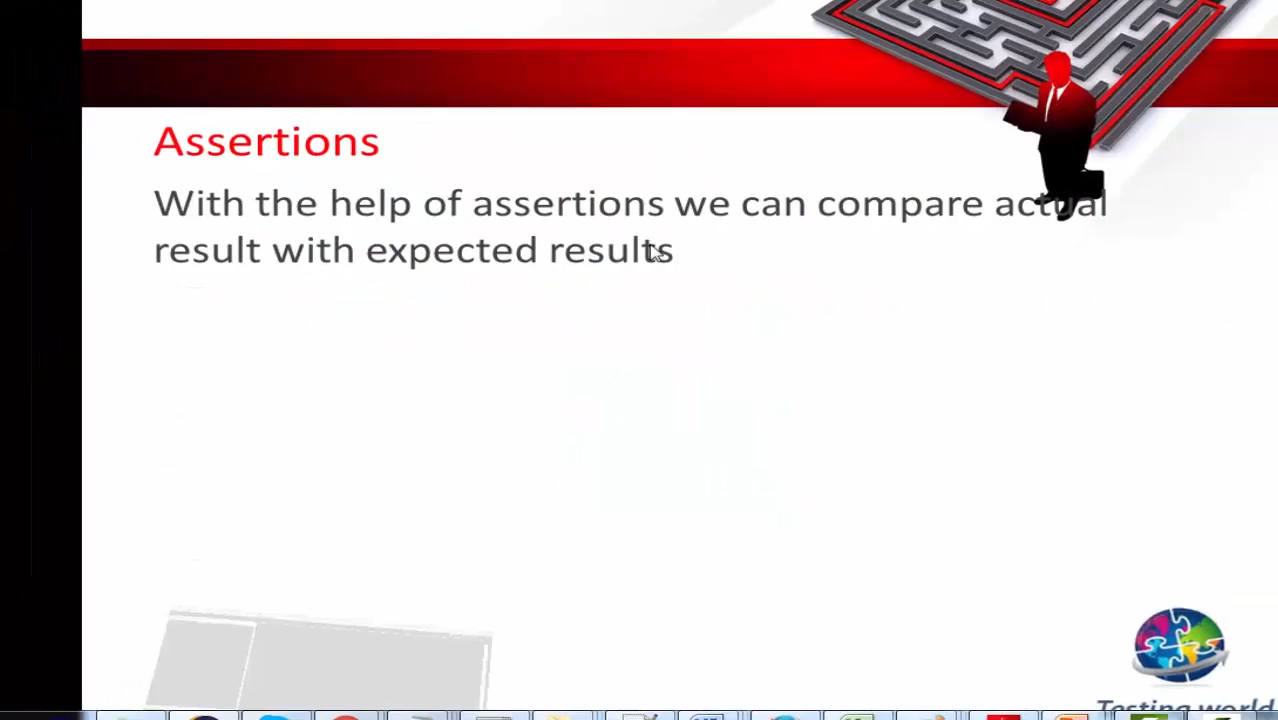 Assertions
With the help of assertions we can compare actual
result with expected results
Testing world